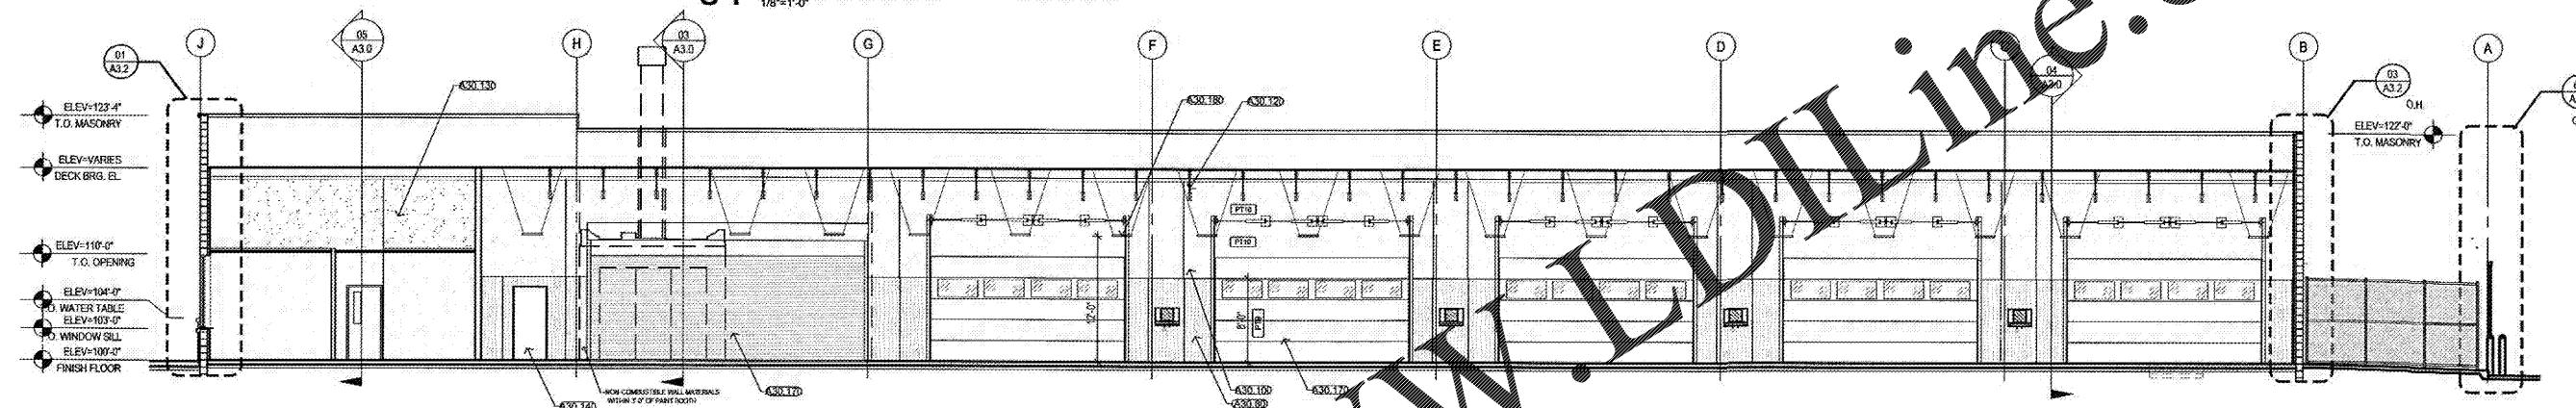 1/8"=1'-0"
01
A3.2
J
05
A3.0
H
03
A3.0
G
F
E
D
04
A3.0
B
03
A3.2
A
O.H.
ELEV=123'-4"
T.O. MASONRY
ELEV=VARIES
DECK BRG. EL.
ELEV=110'-0"
T.O. OPENING
ELEV=104'-0"
T.O. WATER TABLE
ELEV=103'-0"
T.O. WINDOW SILL
ELEV=100'-0"
FINISH FLOOR
A30.130
A30.180
A30.120
ELEV=122'-0"
T.O. MASONRY
PT10
PT10
12'-0"
8'-0"
A30.140
NON-COMBUSTIBLE WALL MATERIALS
WITHIN 3'-0" OF PAINT BOOTH
A30.170
A30.100
A30.80
A30.170
W.LDILine.